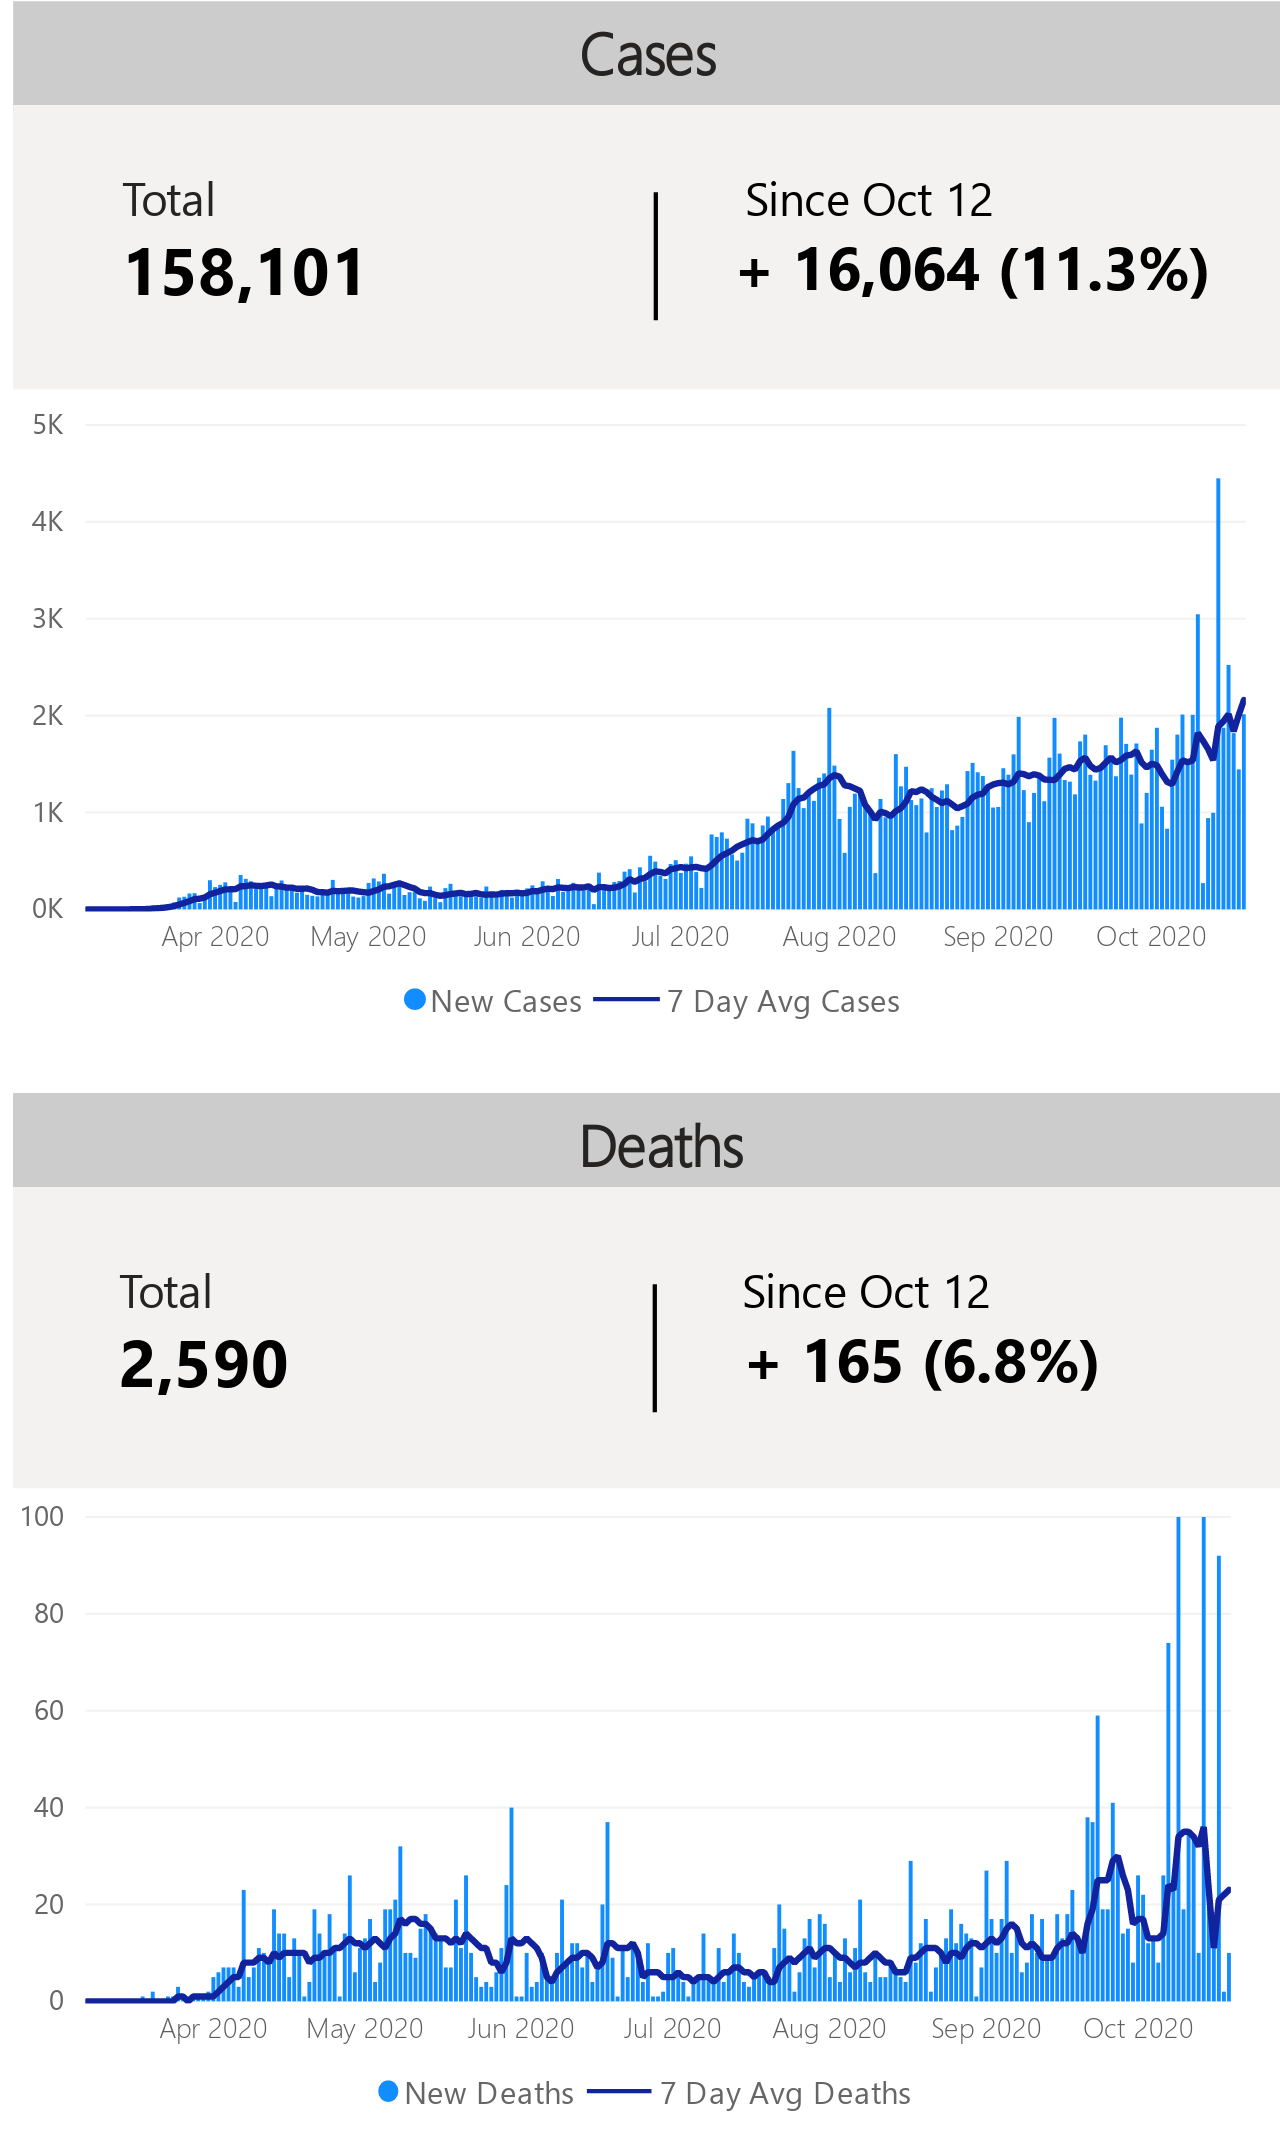 Cases
Total
Since Oct 12
158,101
+ 16,064 (11.3%)
5K
4K
3K
2K
1K
0K
Apr 2020 May 2020 Jun 2020 Jul 2020 Aug 2020 Sep 2020 Oct 2020
New Cases 7 Day Avg Cases
Deaths
Total
Since Oct 12
2,590
+ 165 (6.8%)
100
80
60
40
20
0
Apr 2020 May 2020 Jun 2020 Jul 2020 Aug 2020 Sep 2020 Oct 2020
New Deaths 7 Day Avg Deaths